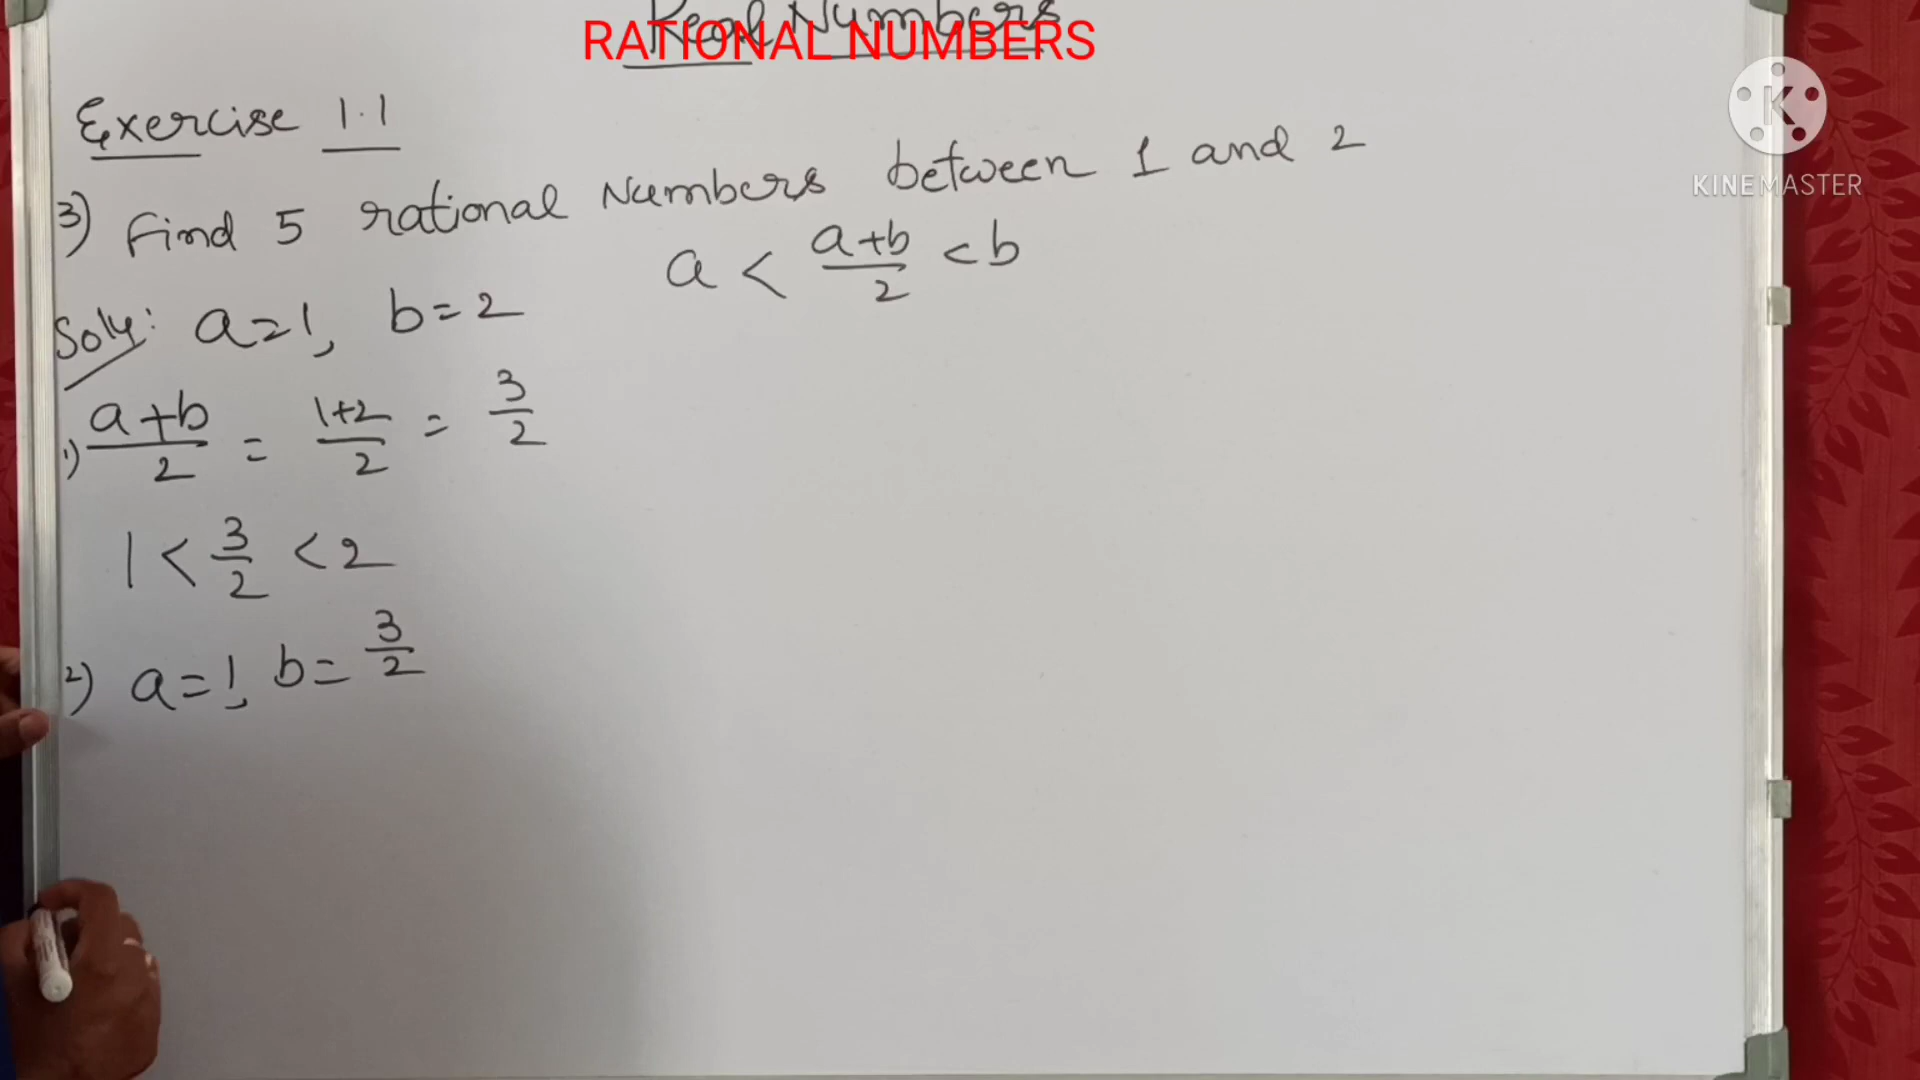 Real Numbers
RATIONAL NUMBERS
KINEMASTER
Exercise 1.1
3) Find 5 rational Numbers between 1 and 2
a < a+b/2 < b
Soln: a=1, b=2
1) a+b/2 = 1+2/2 = 3/2
1 < 3/2 < 2
2) a=1, b= 3/2